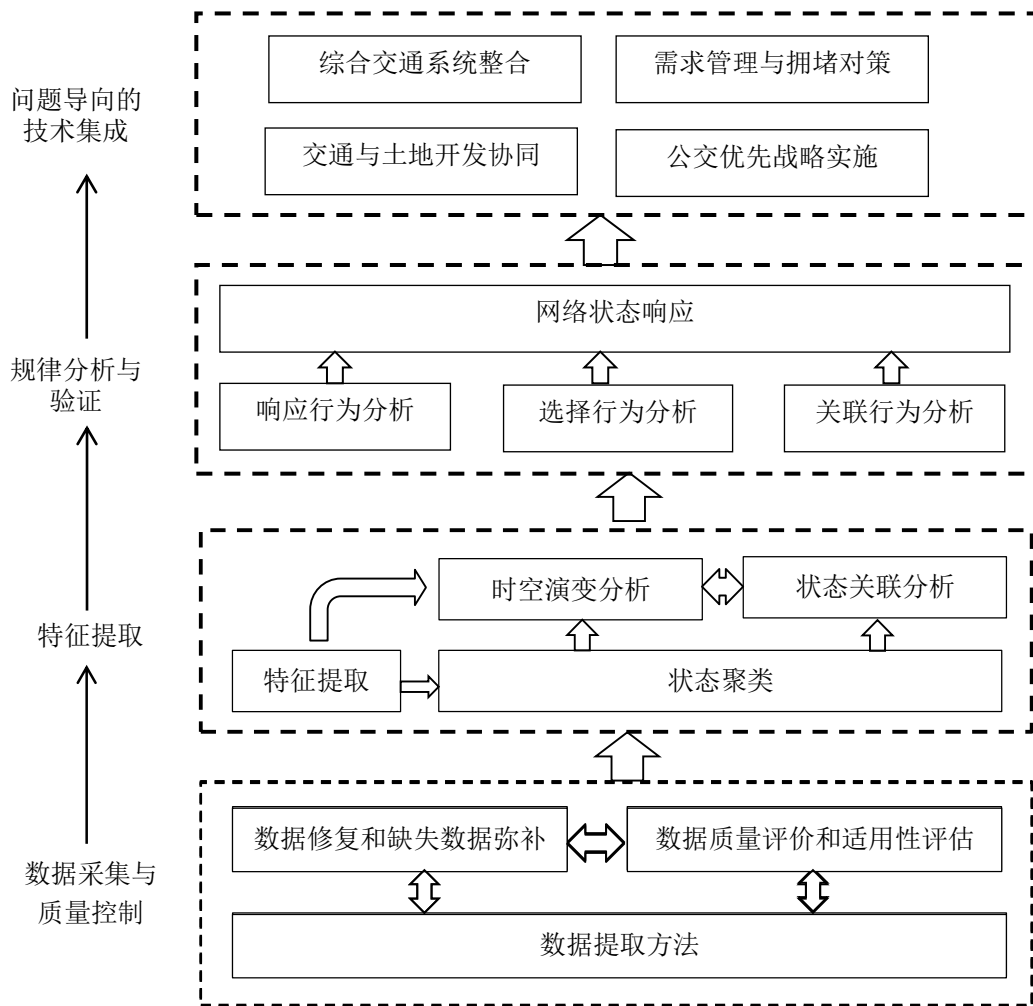 综合交通系统整合
需求管理与拥堵对策
问题导向的
技术集成
交通与土地开发协同
公交优先战略实施
网络状态响应
规律分析与
验证
响应行为分析
选择行为分析
关联行为分析
时空演变分析
状态关联分析
特征提取
特征提取
状态聚类
数据修复和缺失数据弥补
数据质量评价和适用性评估
数据采集与
质量控制
数据提取方法